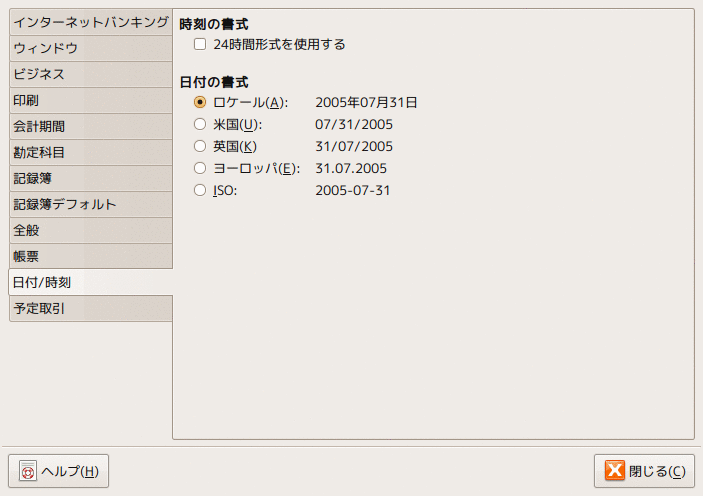 インターネットバンキング
ウィンドウ
ビジネス
印刷
会計期間
勘定科目
記録簿
記録簿デフォルト
全般
帳票
日付/時刻
予定取引
時刻の書式
24時間形式を使用する
日付の書式
ロケール(A): 2005年07月31日
米国(U): 07/31/2005
英国(K) 31/07/2005
ヨーロッパ(E): 31.07.2005
ISO: 2005-07-31
ヘルプ(H)
閉じる(C)